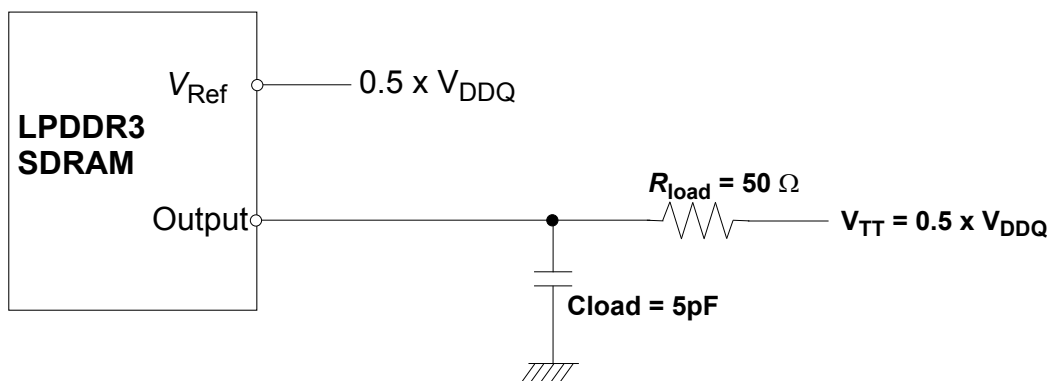 V_Ref
0.5 x V_DDQ
LPDDR3
SDRAM
R_load = 50 Ω
Output
V_TT = 0.5 x V_DDQ
Cload = 5pF